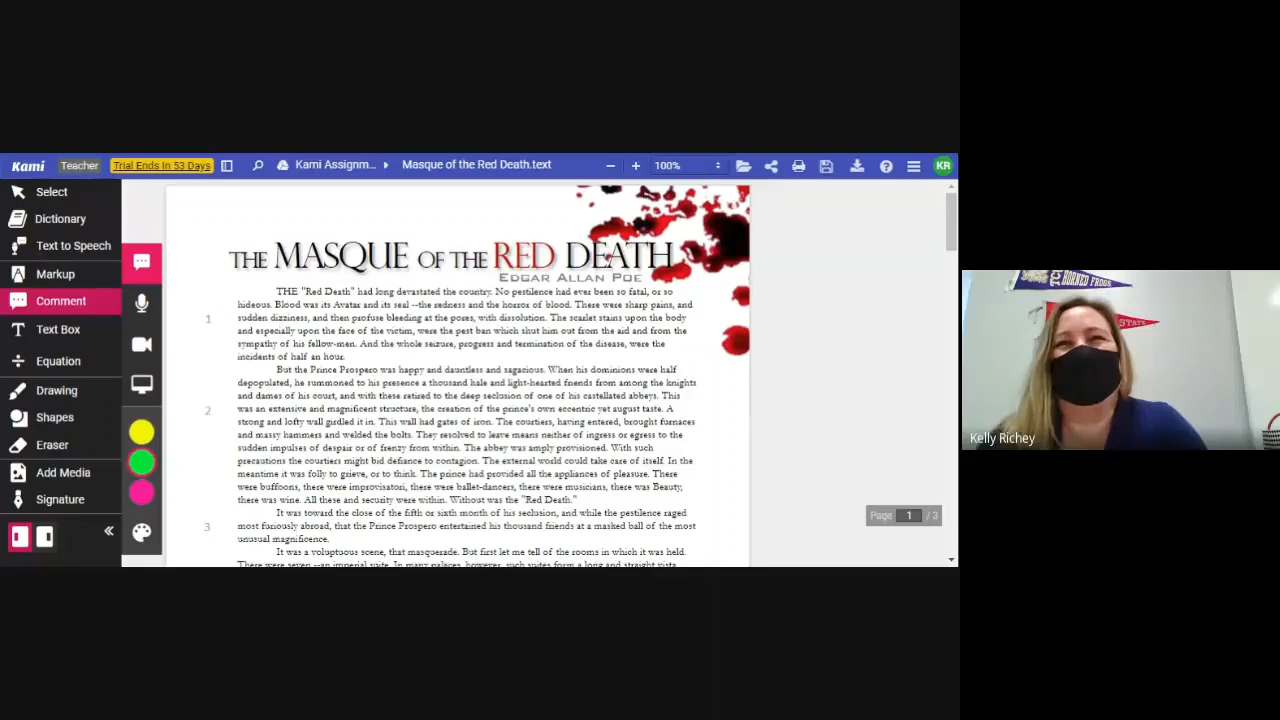 Kami Teacher Trial Ends In 53 Days Kami Assignm... Masque of the Red Death.text 100% KR
Select
Dictionary
Text to Speech
Markup
Comment
Text Box
Equation
Drawing
Shapes
Eraser
Add Media
Signature
THE MASQUE OF THE RED DEATH
EDGAR ALLAN POE
THE "Red Death" had long devastated the country. No pestilence had ever been so fatal, or so
hideous. Blood was its Avatar and its seal --the redness and the horror of blood. There were sharp pains, and
1 sudden dizziness, and then profuse bleeding at the pores, with dissolution. The scarlet stains upon the body
and especially upon the face of the victim, were the pest ban which shut him out from the aid and from the
sympathy of his fellow-men. And the whole seizure, progress and termination of the disease, were the
incidents of half an hour.
But the Prince Prospero was happy and dauntless and sagacious. When his dominions were half
depopulated, he summoned to his presence a thousand hale and light-hearted friends from among the knights
and dames of his court, and with these retired to the deep seclusion of one of his castellated abbeys. This
2 was an extensive and magnificent structure, the creation of the prince's own eccentric yet august taste. A
strong and lofty wall girdled it in. This wall had gates of iron. The courtiers, having entered, brought furnaces
and massy hammers and welded the bolts. They resolved to leave means neither of ingress or egress to the
sudden impulses of despair or of frenzy from within. The abbey was amply provisioned. With such
precautions the courtiers might bid defiance to contagion. The external world could take care of itself. In the
meantime it was folly to grieve, or to think. The prince had provided all the appliances of pleasure. There
were buffoons, there were improvisatori, there were ballet-dancers, there were musicians, there was Beauty,
there was wine. All these and security were within. Without was the "Red Death."
It was toward the close of the fifth or sixth month of his seclusion, and while the pestilence raged
3 most furiously abroad, that the Prince Prospero entertained his thousand friends at a masked ball of the most
unusual magnificence.
It was a voluptuous scene, that masquerade. But first let me tell of the rooms in which it was held.
There were seven --an imperial suite. In many palaces, however, such suites form a long and straight vista
Page 1 / 3
HORNED FROGS
STATE
Kelly Richey